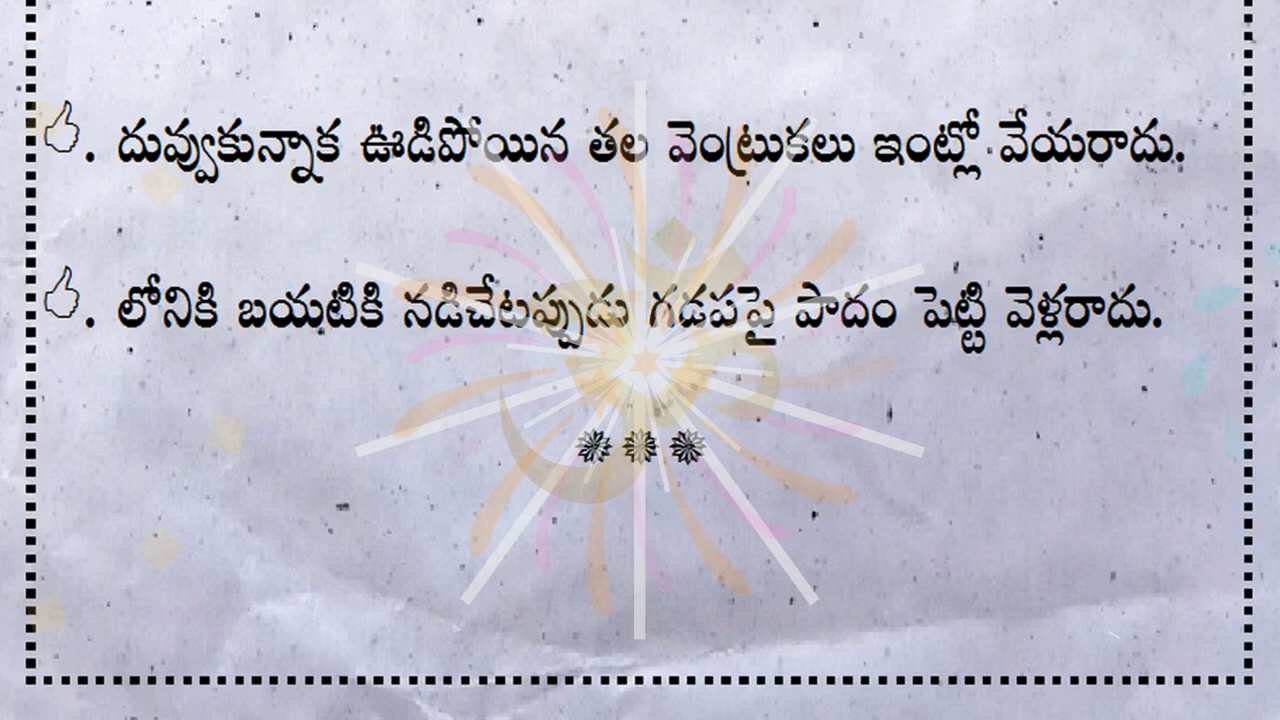 👍. దువ్వుకున్నాక ఊడిపోయిన తల వెంట్రుకలు ఇంట్లో వేయరాదు.
👍. లోనికి బయటికి నడిచేటప్పుడు గడపపై పాదం పెట్టి వెళ్లరాదు.